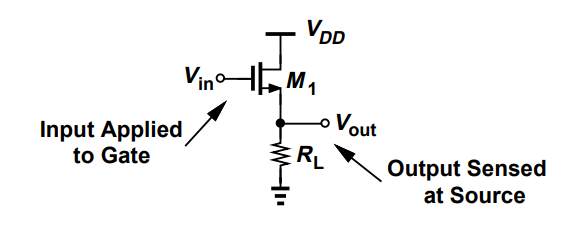 VDD
Vin
M1
Input Applied
to Gate
Vout
RL
Output Sensed
at Source